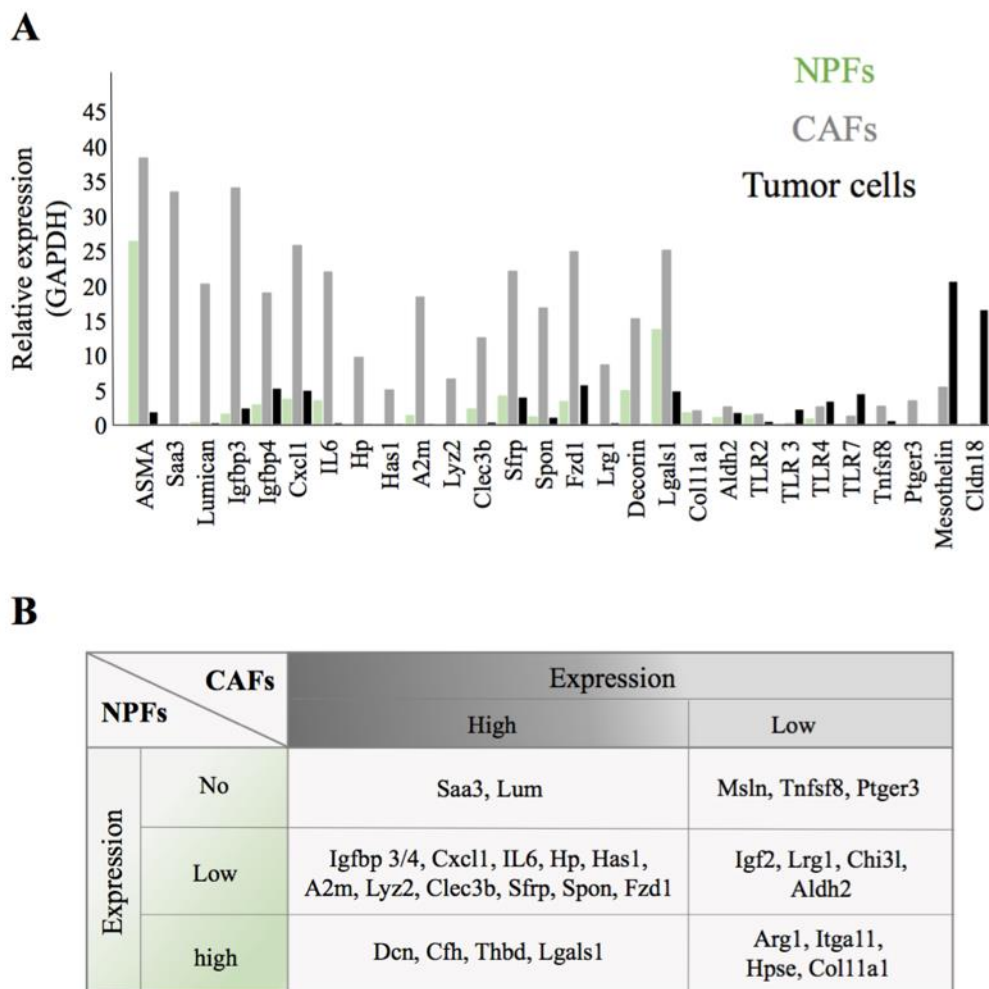 A
NPFs
CAFs
Tumor cells
Relative expression
(GAPDH)
45
40
35
30
25
20
15
10
5
0
ASMA
Saa3
Lumican
Igfbp3
Igfbp4
Cxcl1
IL6
Hp
Has1
A2m
Lyz2
Clec3b
Sfrp
Spon
Fzd1
Lrg1
Decorin
Lgals1
Col11a1
Aldh2
TLR2
TLR 3
TLR4
TLR7
Tnfsf8
Ptger3
Mesothelin
Cldn18
B
CAFs
NPFs
Expression
High
Low
Expression
No
Saa3, Lum
Msln, Tnfsf8, Ptger3
Low
Igfbp 3/4, Cxcl1, IL6, Hp, Has1,
A2m, Lyz2, Clec3b, Sfrp, Spon, Fzd1
Igf2, Lrg1, Chi3l,
Aldh2
high
Dcn, Cfh, Thbd, Lgals1
Arg1, Itga11,
Hpse, Col11a1